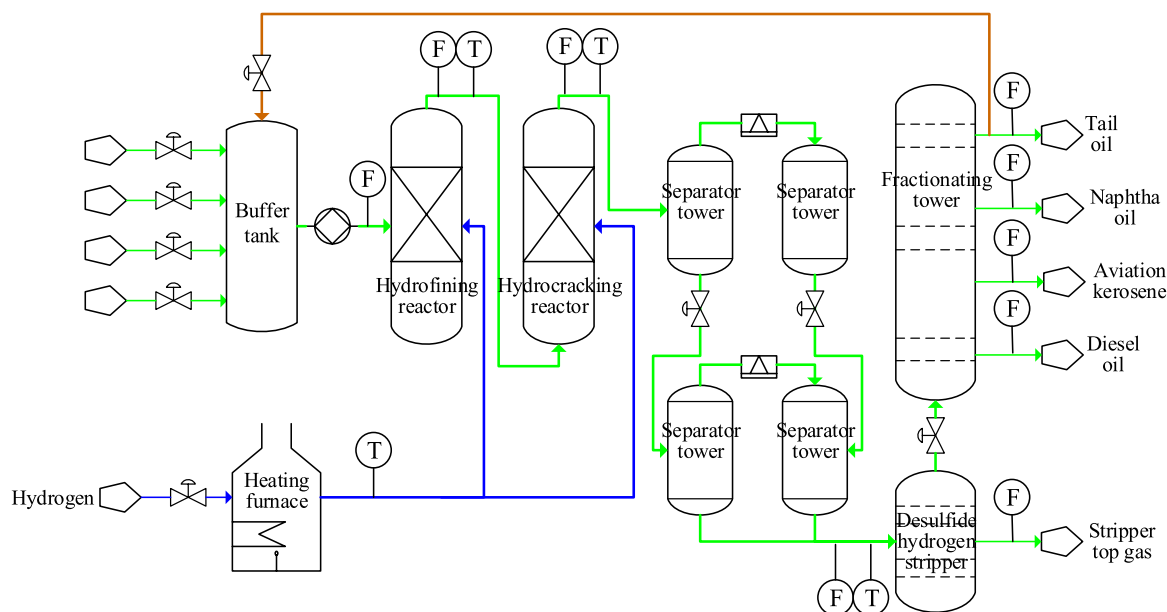 F
T
F
T
F
Tail
oil
F
Naphtha
oil
F
Aviation
kerosene
F
Diesel
oil
Buffer
tank
F
Hydrofining
reactor
Hydrocracking
reactor
Separator
tower
Separator
tower
Fractionating
tower
Separator
tower
Separator
tower
Hydrogen
Heating
furnace
T
Desulfide
hydrogen
stripper
F
Stripper
top gas
F
T